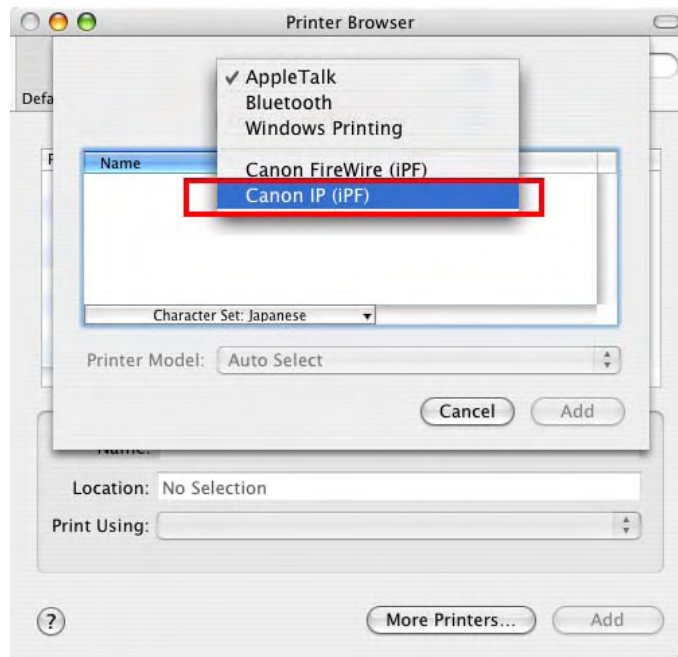 Printer Browser
✓ AppleTalk
Bluetooth
Windows Printing
Defa
Name
Canon FireWire (iPF)
Canon IP (iPF)
Character Set: Japanese
Printer Model: Auto Select
Cancel Add
Name:
Location: No Selection
Print Using:
? More Printers... Add